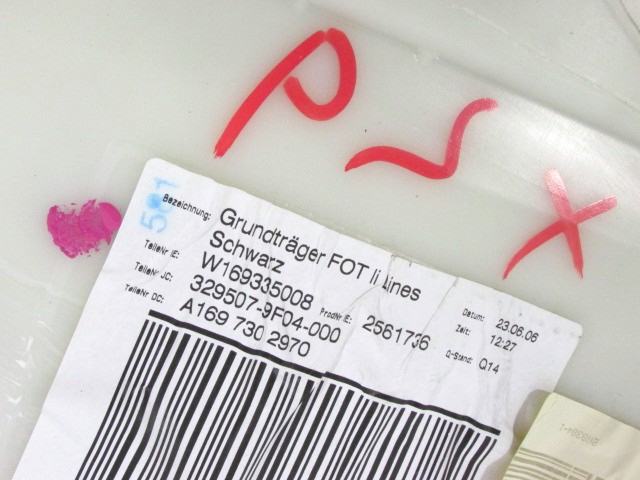 P ~ X
501
Bezeichnung: Grundträger FOT li Lines
Schwarz
TeileNr IE: W169335008 ProdNr IE: 2561736
TeileNr JC: 329507-9F04-000
TeileNr DC: A169 730 2970
Datum: 23.06.06
Zeit: 12:27
Q-Stand: Q14